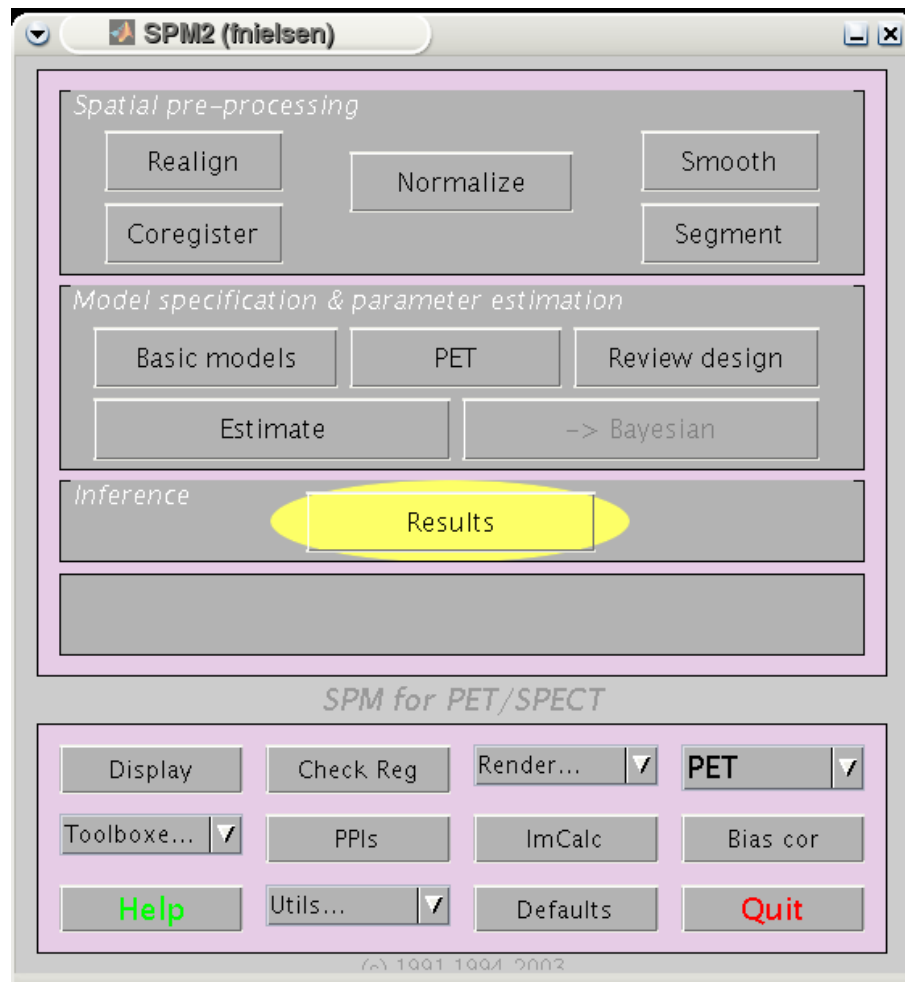 SPM2 (fnielsen)
Spatial pre-processing
Realign
Normalize
Smooth
Coregister
Segment
Model specification & parameter estimation
Basic models
PET
Review design
Estimate
-> Bayesian
Inference
Results
SPM for PET/SPECT
Display
Check Reg
Render...
PET
Toolboxe...
PPIs
ImCalc
Bias cor
Help
Utils...
Defaults
Quit
(c) 1991,1994,2003